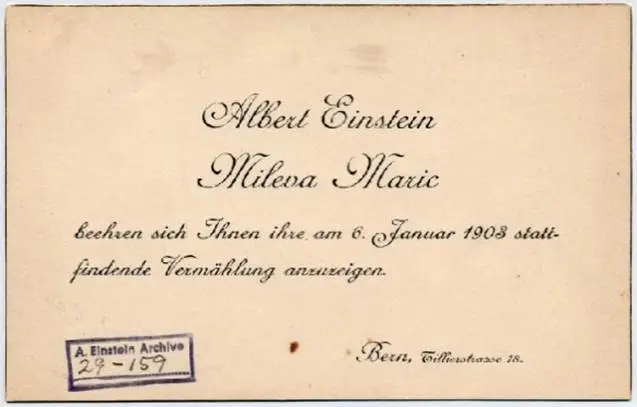 Albert Einstein
Mileva Maric
beehren sich Ihnen ihre am 6. Januar 1903 statt-
findende Vermählung anzuzeigen.
A. Einstein Archive
29-159
Bern, Tillierstrasse 18.